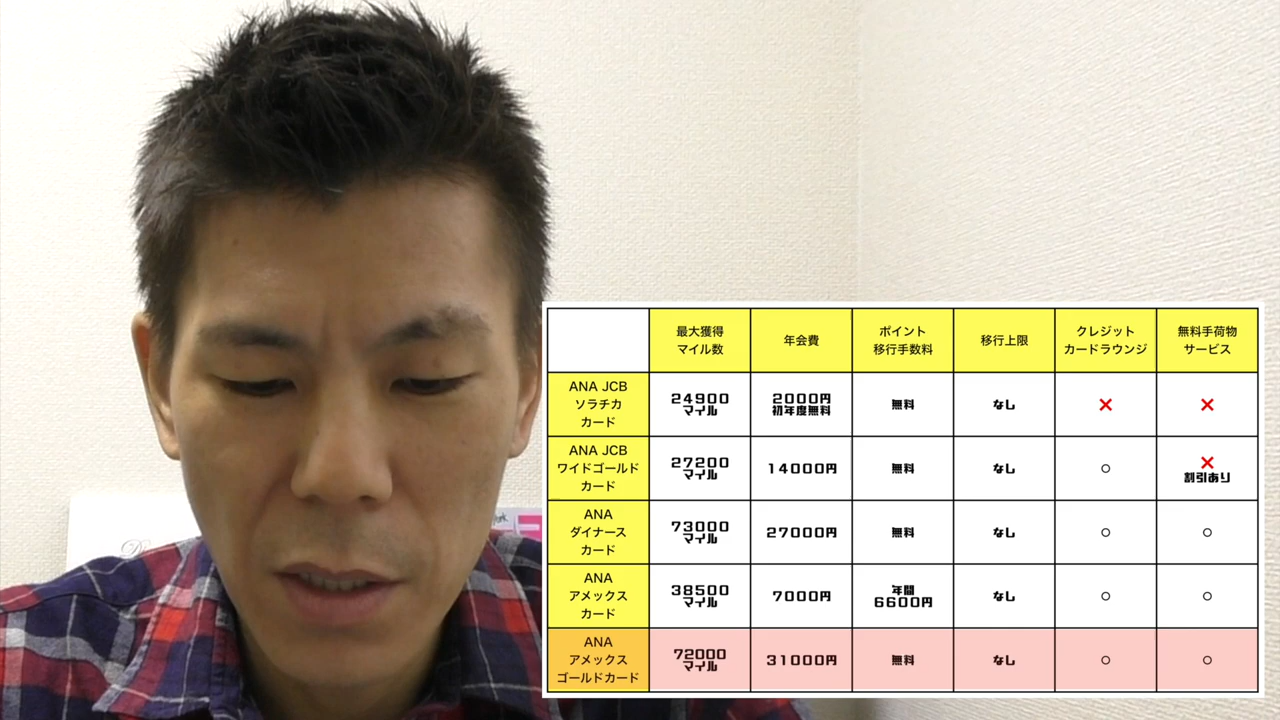 最大獲得
マイル数
年会費
ポイント
移行手数料
移行上限
クレジット
カードラウンジ
無料手荷物
サービス
ANA JCB
ソラチカ
カード
24900
マイル
2000円
初年度無料
無料
なし
×
×
ANA JCB
ワイドゴールド
カード
27200
マイル
14000円
無料
なし
○
×
割引あり
ANA
ダイナース
カード
73000
マイル
27000円
無料
なし
○
○
ANA
アメックス
カード
38500
マイル
7000円
年間
6600円
なし
○
○
ANA
アメックス
ゴールドカード
72000
マイル
31000円
無料
なし
○
○